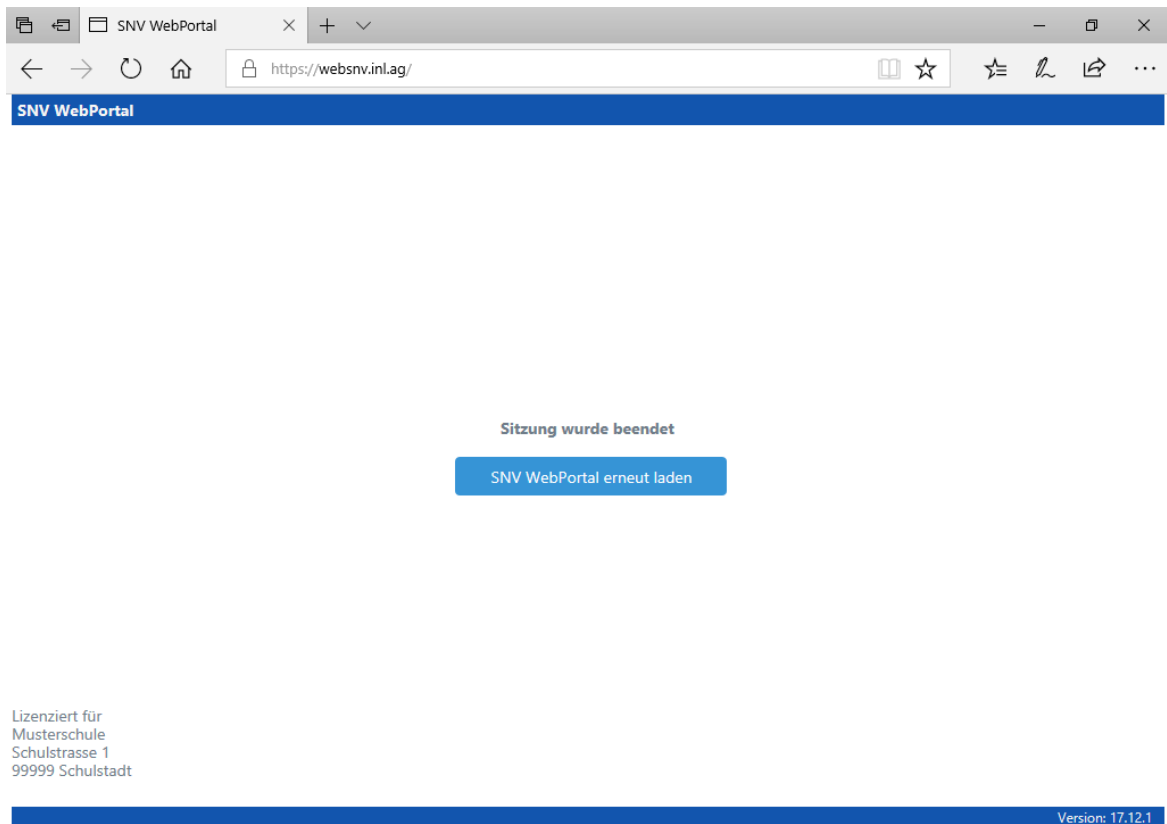 SNV WebPortal
https://websnv.inl.ag/
SNV WebPortal
Sitzung wurde beendet
SNV WebPortal erneut laden
Lizenziert für
Musterschule
Schulstrasse 1
99999 Schulstadt
Version: 17.12.1